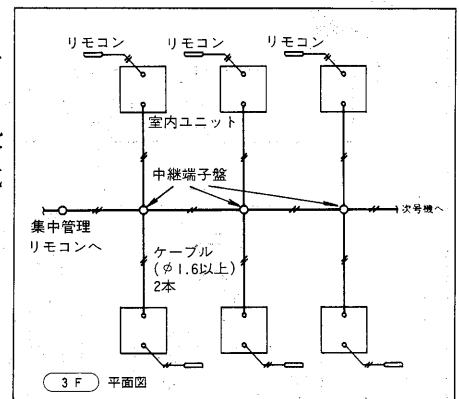 リモコン
リモコン
リモコン
室内ユニット
中継端子盤
集中管理
リモコンへ
次号機へ
ケーブル
(φ1.6以上)
2本
3F 平面図